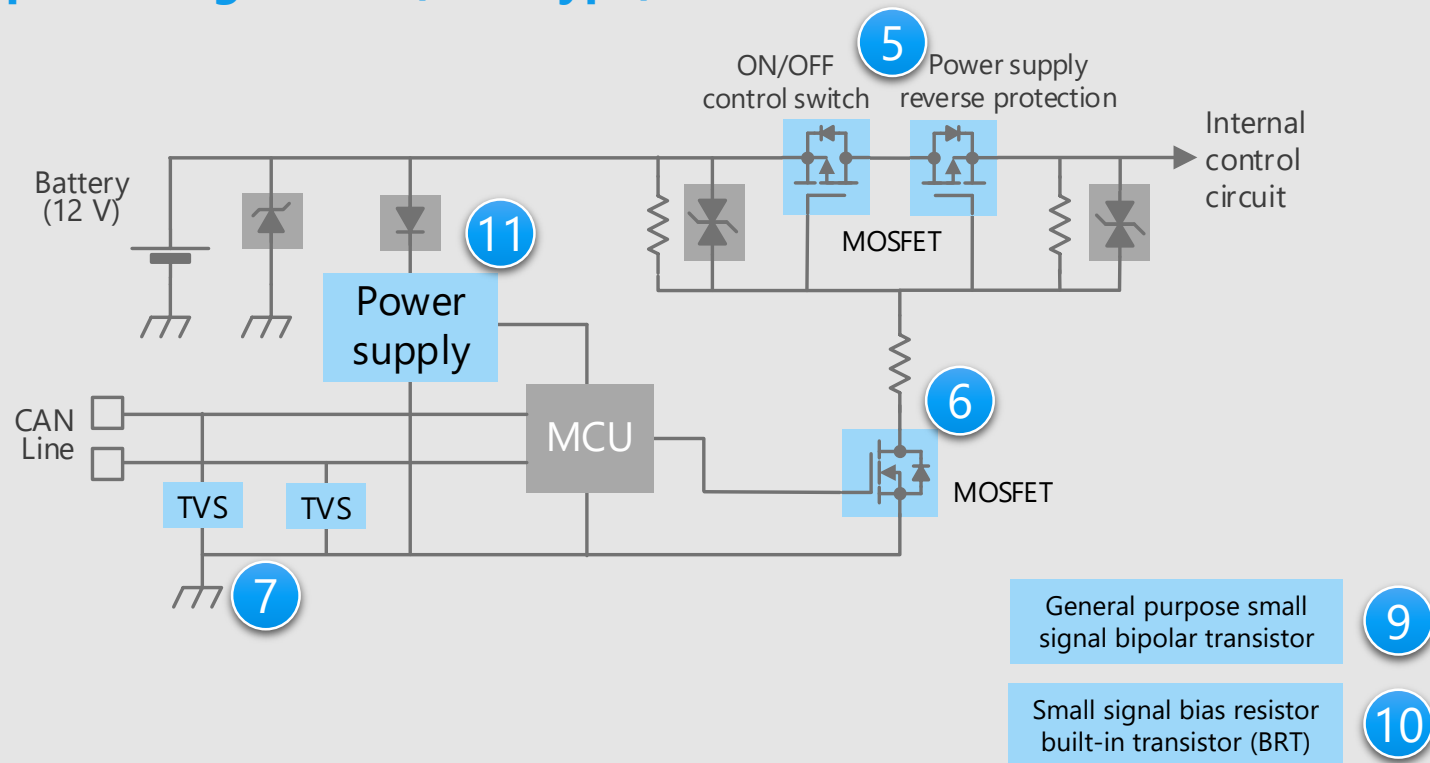 5
ON/OFF
control switch
Power supply
reverse protection
Internal
control
circuit
Battery
(12 V)
11
MOSFET
Power
supply
6
CAN
Line
MCU
MOSFET
TVS
TVS
7
General purpose small
signal bipolar transistor
9
Small signal bias resistor
built-in transistor (BRT)
10